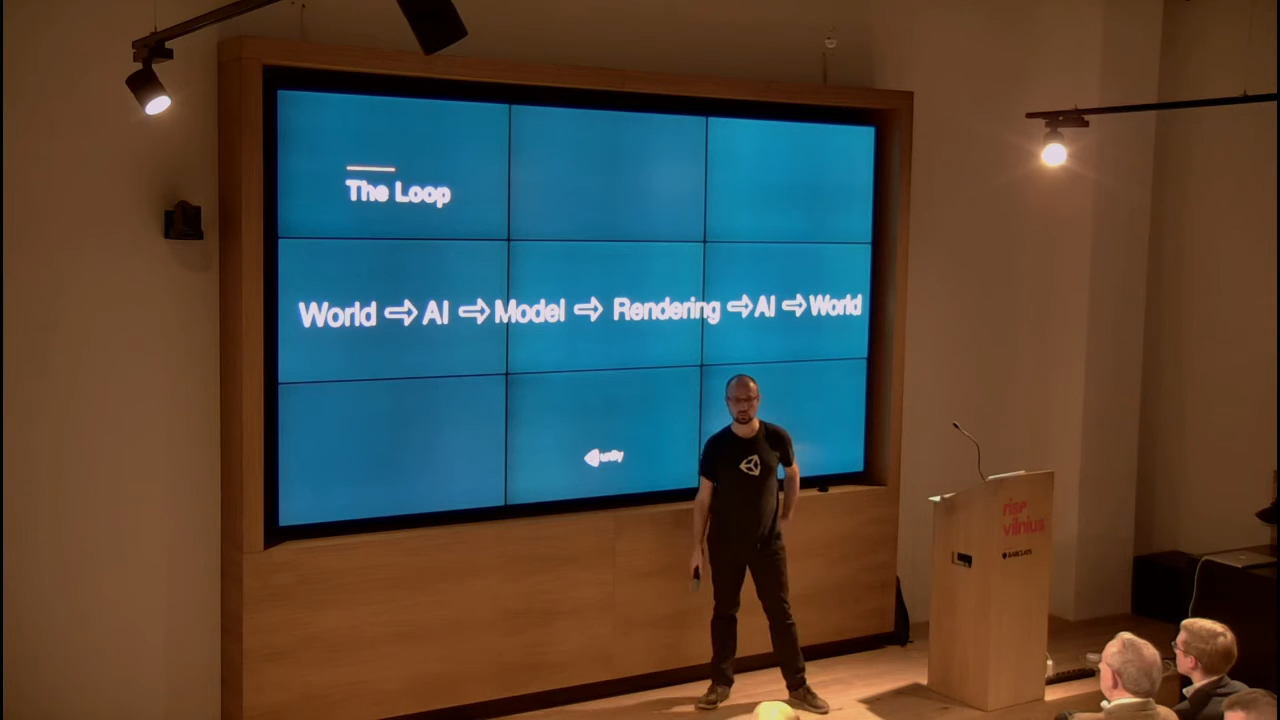 The Loop
World ⇨ AI ⇨ Model ⇨ Rendering ⇨ AI ⇨ World
unity
rise
vilnius
BARCLAYS